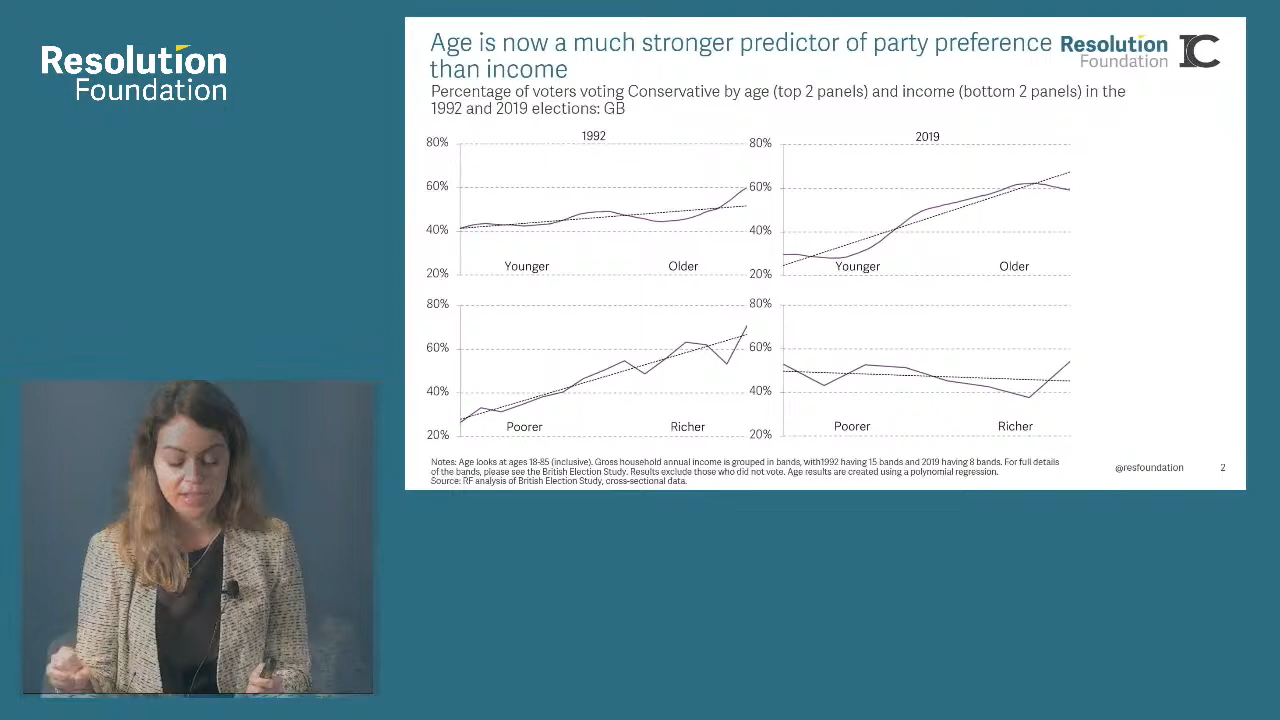 Resolution
Foundation
Age is now a much stronger predictor of party preference
than income
Resolution
Foundation
IC
Percentage of voters voting Conservative by age (top 2 panels) and income (bottom 2 panels) in the
1992 and 2019 elections: GB
1992
80%
60%
40%
20%
Younger
Older
2019
80%
60%
40%
20%
Younger
Older
80%
60%
40%
20%
Poorer
Richer
80%
60%
40%
20%
Poorer
Richer
Notes: Age looks at ages 18-85 (inclusive). Gross household annual income is grouped in bands, with1992 having 15 bands and 2019 having 8 bands. For full details
of the bands, please see the British Election Study. Results exclude those who did not vote. Age results are created using a polynomial regression.
Source: RF analysis of British Election Study, cross-sectional data.
@resfoundation
2